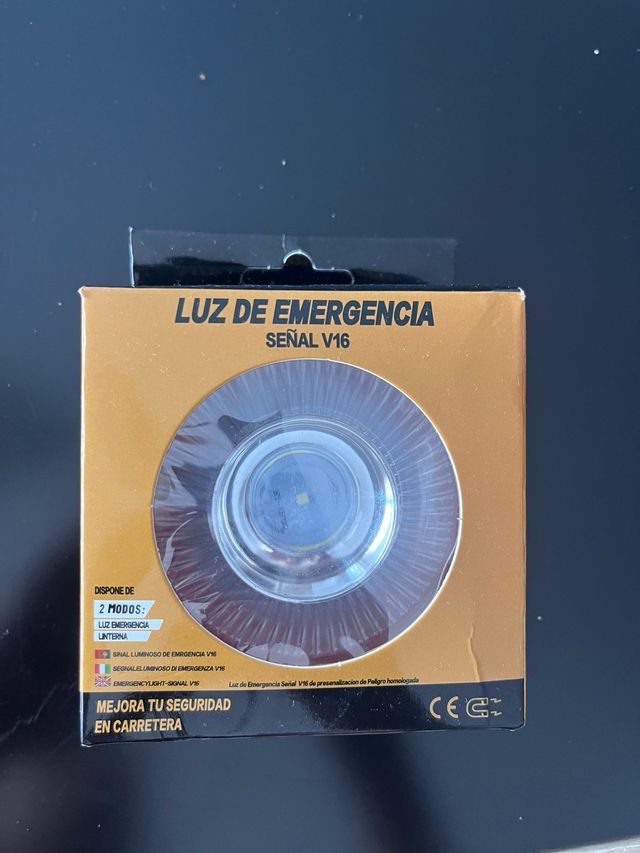 LUZ DE EMERGENCIA
SEÑAL V16
DISPONE DE
2 MODOS:
LUZ EMERGENCIA
LINTERNA
SINAL LUMINOSO DE EMRGENCIA V16
SEGNALELUMINOSO DI EMERGENZA V16
EMERGENCYLIGHT-SIGNAL V16
Luz de Emergencia Señal V16 de presenalizacion de Peligro homologada
MEJORA TU SEGURIDAD
EN CARRETERA
CE